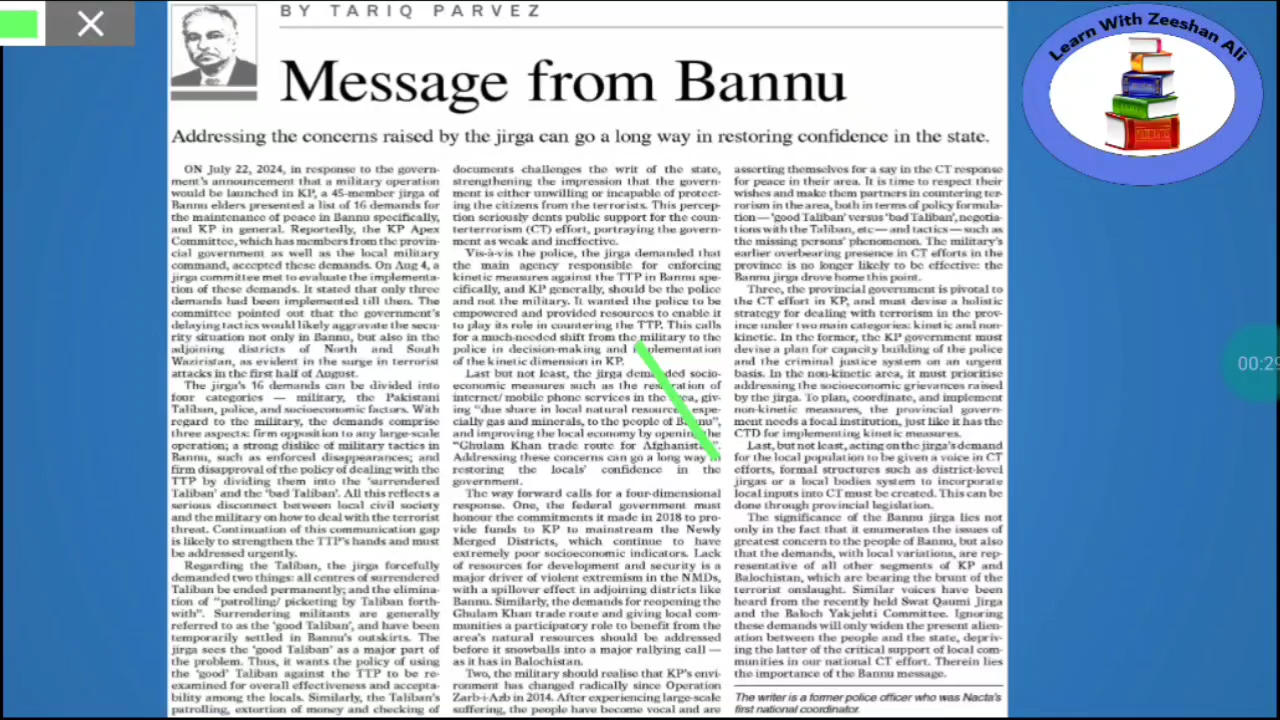 BY TARIQ PARVEZ
Message from Bannu
Addressing the concerns raised by the jirga can go a long way in restoring confidence in the state.
ON July 22, 2024, in response to the govern-
ment's announcement that a military operation
would be launched in KP, a 45-member jirga of
Bannu elders presented a list of 16 demands for
the maintenance of peace in Bannu specifically,
and KP in general. Reportedly, the KP Apex
Committee, which has members from the provin-
cial government as well as the local military
command, accepted these demands. On Aug 4, a
jirga committee met to evaluate the implementa-
tion of these demands. It stated that only three
demands had been implemented till then. The
committee pointed out that the government's
delaying tactics would likely aggravate the secu-
rity situation not only in Bannu, but also in the
adjoining districts of North and South
Waziristan, as evident in the surge in terrorist
attacks in the first half of August.
The jirga's 16 demands can be divided into
four categories — military, the Pakistani
Taliban, police, and socioeconomic factors. With
regard to the military, the demands comprise
three aspects: firm opposition to any large-scale
operation; a strong dislike of military tactics in
Bannu, such as enforced disappearances; and
firm disapproval of the policy of dealing with the
TTP by dividing them into the 'surrendered
Taliban' and the 'bad Taliban'. All this reflects a
serious disconnect between local civil society
and the military on how to deal with the terrorist
threat. Continuation of this communication gap
is likely to strengthen the TTP's hands and must
be addressed urgently.
Regarding the Taliban, the jirga forcefully
demanded two things: all centres of surrendered
Taliban be ended permanently; and the elimina-
tion of "patrolling/ picketing by Taliban forth-
with". Surrendering militants are generally
referred to as the 'good Taliban', and have been
temporarily settled in Bannu's outskirts. The
jirga sees the 'good Taliban' as a major part of
the problem. Thus, it wants the policy of using
the 'good' Taliban against the TTP to be re-
examined for overall effectiveness and accepta-
bility among the locals. Similarly, the Taliban's
patrolling, extortion of money and checking of
documents challenges the writ of the state,
strengthening the impression that the govern-
ment is either unwilling or incapable of protect-
ing the citizens from the terrorists. This percep-
tion seriously dents public support for the coun-
terterrorism (CT) effort, portraying the govern-
ment as weak and ineffective.
Vis-à-vis the police, the jirga demanded that
the main agency responsible for enforcing
kinetic measures against the TTP in Bannu spe-
cifically, and KP generally, should be the police
and not the military. It wanted the police to be
empowered and provided resources to enable it
to play its role in countering the TTP. This calls
for a much-needed shift from the military to the
police in decision-making and implementation
of the kinetic dimension in KP.
Last but not least, the jirga demanded socio-
economic measures such as the restoration of
internet/ mobile phone services in the area, giv-
ing "due share in local natural resources, espe-
cially gas and minerals, to the people of Bannu",
and improving the local economy by opening the
"Ghulam Khan trade route for Afghanistan".
Addressing these concerns can go a long way in
restoring the locals' confidence in the
government.
The way forward calls for a four-dimensional
response. One, the federal government must
honour the commitments it made in 2018 to pro-
vide funds to KP to mainstream the Newly
Merged Districts, which continue to have
extremely poor socioeconomic indicators. Lack
of resources for development and security is a
major driver of violent extremism in the NMDs,
with a spillover effect in adjoining districts like
Bannu. Similarly, the demands for reopening the
Ghulam Khan trade route and giving local com-
munities a participatory role to benefit from the
area's natural resources should be addressed
before it snowballs into a major rallying call —
as it has in Balochistan.
Two, the military should realise that KP's envi-
ronment has changed radically since Operation
Zarb-i-Azb in 2014. After experiencing large-scale
suffering, the people have become vocal and are
asserting themselves for a say in the CT response
for peace in their area. It is time to respect their
wishes and make them partners in countering ter-
rorism in the area, both in terms of policy formula-
tion — 'good Taliban' versus 'bad Taliban', negotia-
tions with the Taliban, etc — and tactics — such as
the missing persons' phenomenon. The military's
earlier overbearing presence in CT efforts in the
province is no longer likely to be effective: the
Bannu jirga drove home this point.
Three, the provincial government is pivotal to
the CT effort in KP, and must devise a holistic
strategy for dealing with terrorism in the prov-
ince under two main categories: kinetic and non-
kinetic. In the former, the KP government must
devise a plan for capacity building of the police
and the criminal justice system on an urgent
basis. In the non-kinetic area, it must prioritise
addressing the socioeconomic grievances raised
by the jirga. To plan, coordinate, and implement
non-kinetic measures, the provincial govern-
ment needs a focal institution, just like it has the
CTD for implementing kinetic measures.
Last, but not least, acting on the jirga's demand
for the local population to be given a voice in CT
efforts, formal structures such as district-level
jirgas or a local bodies system to incorporate
local inputs into CT must be created. This can be
done through provincial legislation.
The significance of the Bannu jirga lies not
only in the fact that it enumerates the issues of
greatest concern to the people of Bannu, but also
that the demands, with local variations, are rep-
resentative of all other segments of KP and
Balochistan, which are bearing the brunt of the
terrorist onslaught. Similar voices have been
heard from the recently held Swat Qaumi Jirga
and the Baloch Yakjehti Committee. Ignoring
these demands will only widen the present alien-
ation between the people and the state, depriv-
ing the latter of the critical support of local com-
munities in our national CT effort. Therein lies
the importance of the Bannu message.
The writer is a former police officer who was Nacta's
first national coordinator.
Learn With Zeeshan Ali
00:29